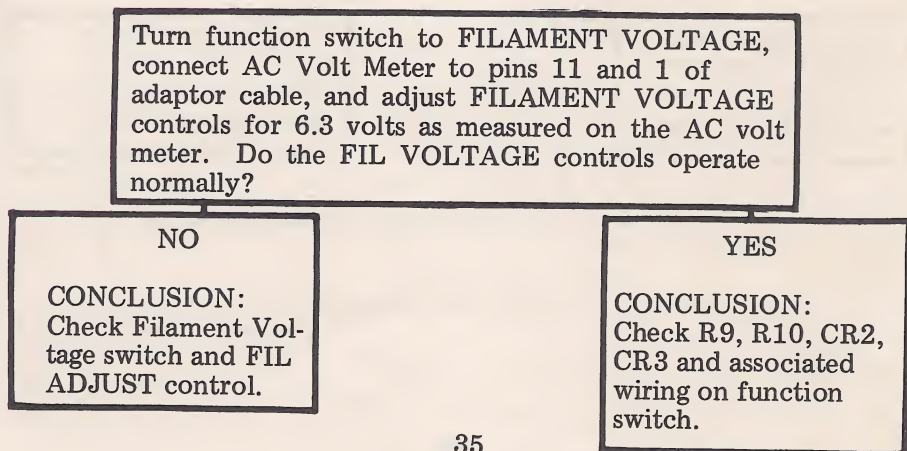 Turn function switch to FILAMENT VOLTAGE,
connect AC Volt Meter to pins 11 and 1 of
adaptor cable, and adjust FILAMENT VOLTAGE
controls for 6.3 volts as measured on the AC volt
meter. Do the FIL VOLTAGE controls operate
normally?
NO
CONCLUSION:
Check Filament Vol-
tage switch and FIL
ADJUST control.
YES
CONCLUSION:
Check R9, R10, CR2,
CR3 and associated
wiring on function
switch.
35